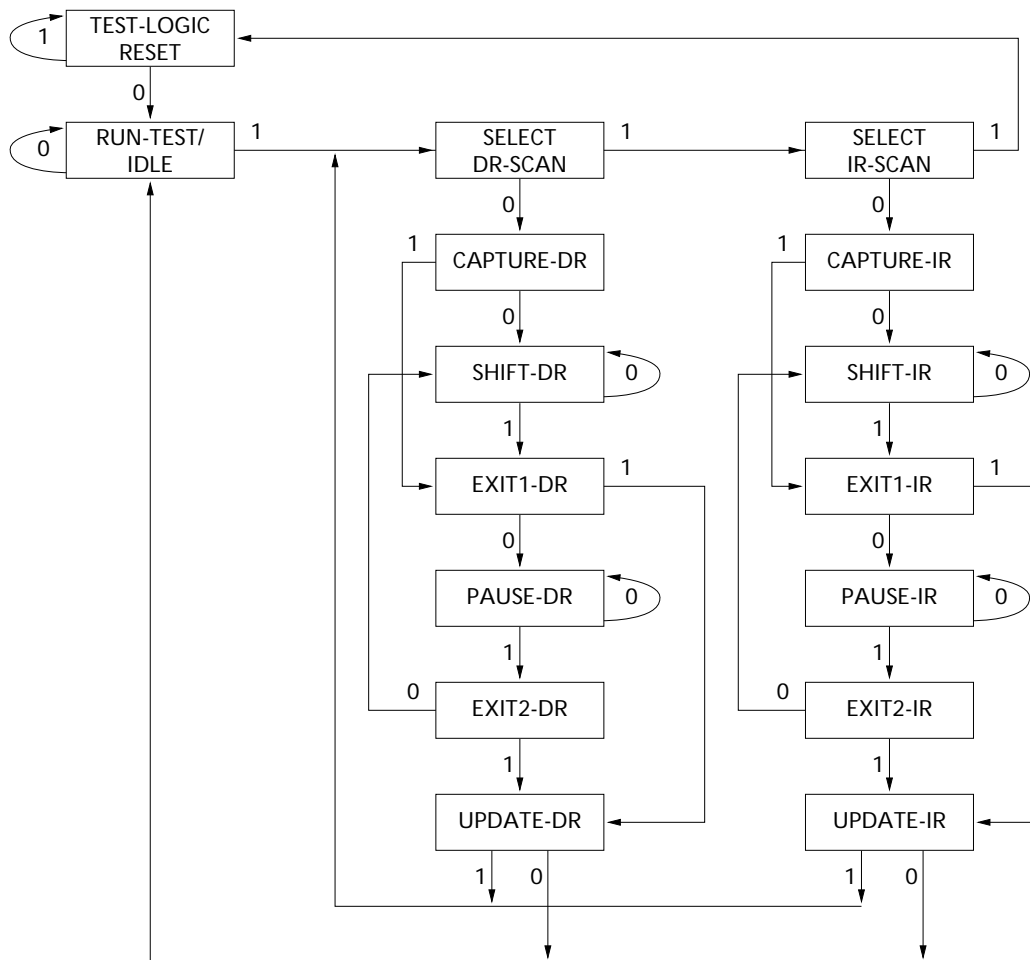 TEST-LOGIC
RESET
1
0
RUN-TEST/
IDLE
0
1
SELECT
DR-SCAN
1
SELECT
IR-SCAN
1
0
0
1
CAPTURE-DR
1
CAPTURE-IR
0
0
SHIFT-DR
0
SHIFT-IR
0
1
1
EXIT1-DR
1
EXIT1-IR
1
0
0
PAUSE-DR
0
PAUSE-IR
0
1
1
0
EXIT2-DR
0
EXIT2-IR
1
1
UPDATE-DR
UPDATE-IR
1
0
1
0